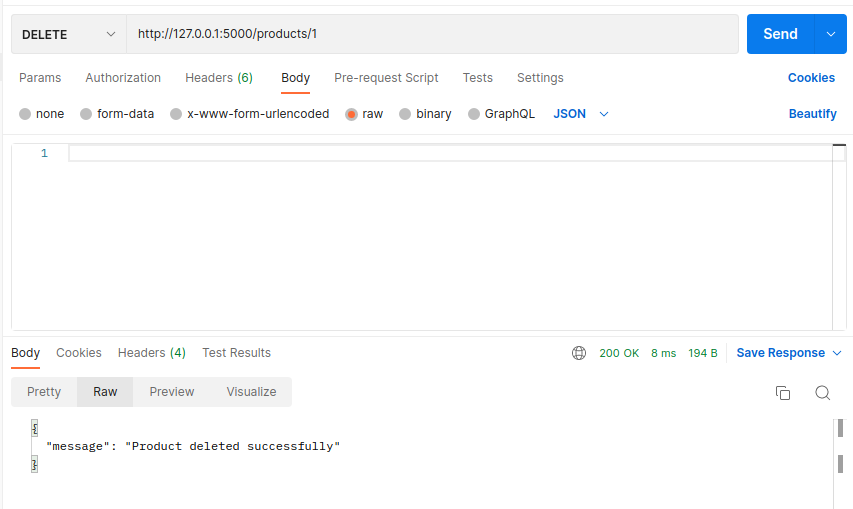 DELETE http://127.0.0.1:5000/products/1 Send
Params Authorization Headers (6) Body Pre-request Script Tests Settings Cookies
none form-data x-www-form-urlencoded raw binary GraphQL JSON Beautify
1
Body Cookies Headers (4) Test Results 200 OK 8 ms 194 B Save Response
Pretty Raw Preview Visualize
{
"message": "Product deleted successfully"
}